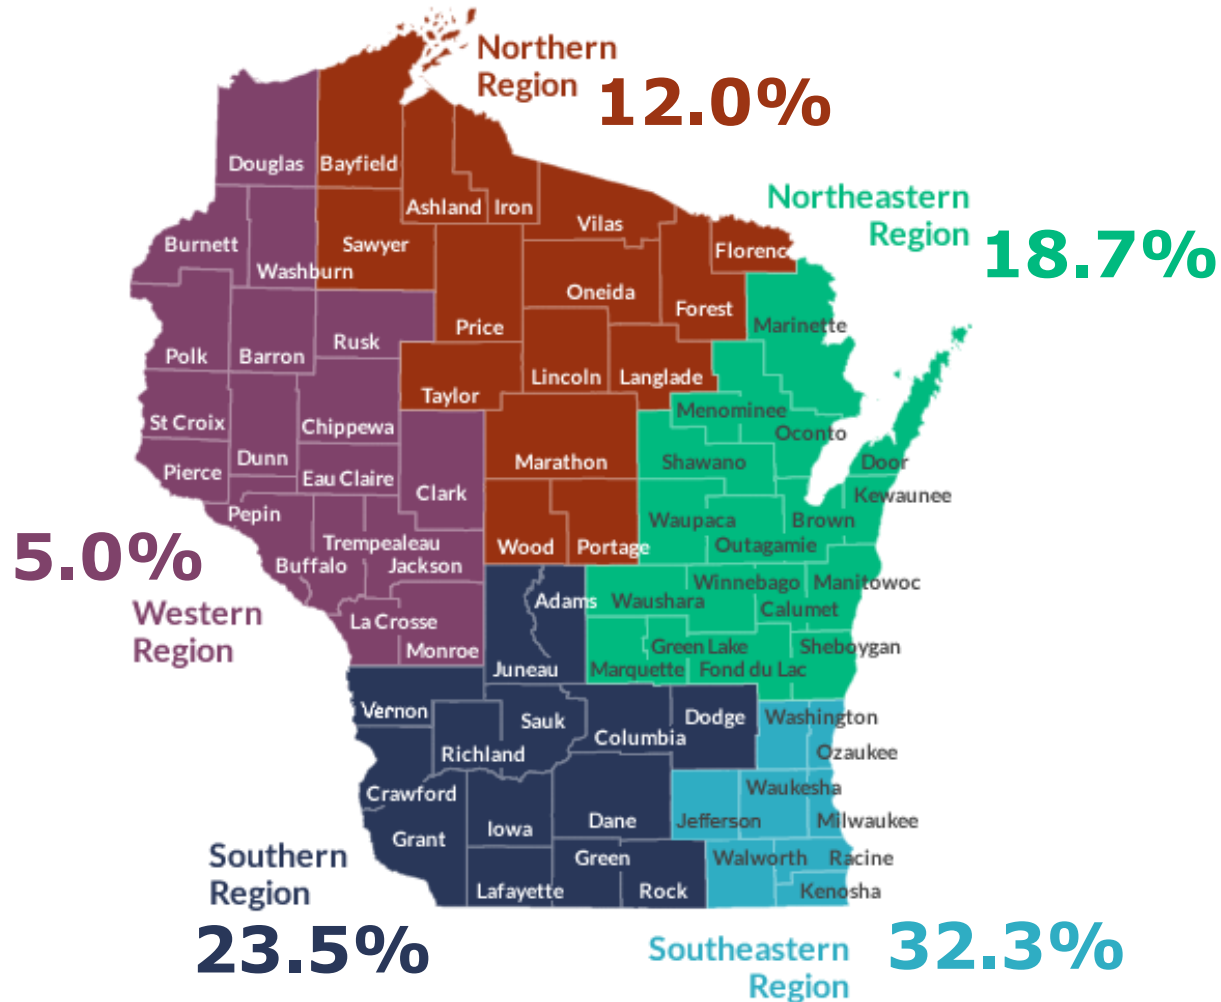 Northern
Region
12.0%
Northeastern
Region
18.7%
Douglas
Bayfield
Ashland
Iron
Vilas
Florenc
Burnett
Washburn
Sawyer
Oneida
Forest
Marinette
Polk
Barron
Rusk
Price
Lincoln
Langlade
Taylor
Menominee
Oconto
St Croix
Chippewa
Pierce
Dunn
Eau Claire
Clark
Marathon
Shawano
Door
Kewaunee
Pepin
Waupaca
Brown
Trempealeau
Wood
Portage
Outagamie
Buffalo
Jackson
Winnebago
Manitowoc
5.0%
Western
Region
Adams
Waushara
Calumet
La Crosse
Monroe
Juneau
Green Lake
Sheboygan
Marquette
Fond du Lac
Vernon
Sauk
Dodge
Washington
Columbia
Richland
Ozaukee
Crawford
Waukesha
Grant
Iowa
Dane
Jefferson
Milwaukee
Green
Walworth
Racine
Lafayette
Rock
Kenosha
Southern
Region
23.5%
Southeastern
Region
32.3%